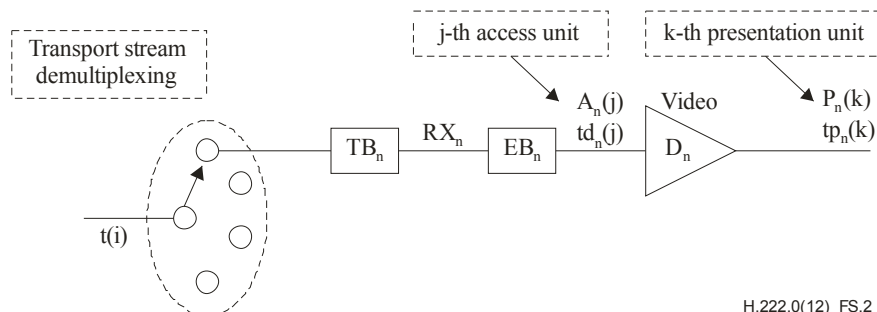 j-th access unit
k-th presentation unit
Transport stream
demultiplexing
A_n(j)
td_n(j)
Video
P_n(k)
tp_n(k)
TB_n
RX_n
EB_n
D_n
t(i)
H.222.0(12)_FS.2